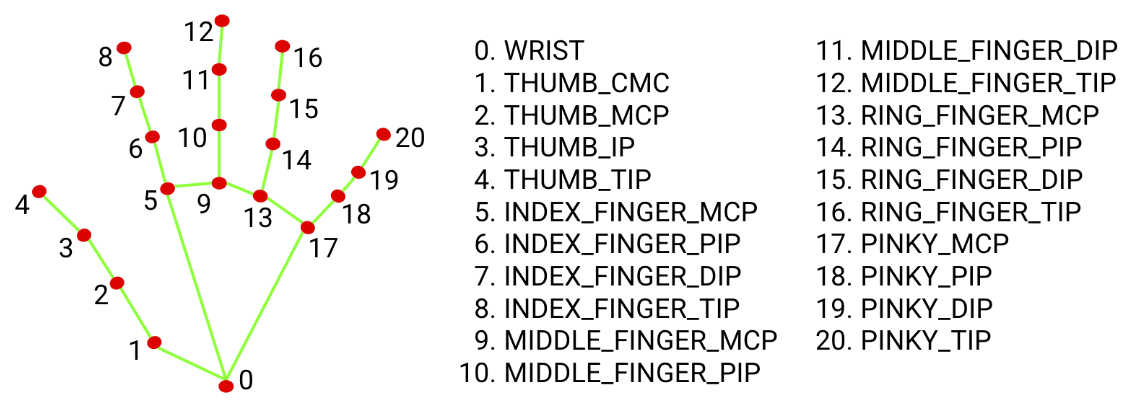 12
8
16
11
7
15
10
20
6
14
19
4
5
9
13
18
3
17
2
1
0
0. WRIST
1. THUMB_CMC
2. THUMB_MCP
3. THUMB_IP
4. THUMB_TIP
5. INDEX_FINGER_MCP
6. INDEX_FINGER_PIP
7. INDEX_FINGER_DIP
8. INDEX_FINGER_TIP
9. MIDDLE_FINGER_MCP
10. MIDDLE_FINGER_PIP
11. MIDDLE_FINGER_DIP
12. MIDDLE_FINGER_TIP
13. RING_FINGER_MCP
14. RING_FINGER_PIP
15. RING_FINGER_DIP
16. RING_FINGER_TIP
17. PINKY_MCP
18. PINKY_PIP
19. PINKY_DIP
20. PINKY_TIP